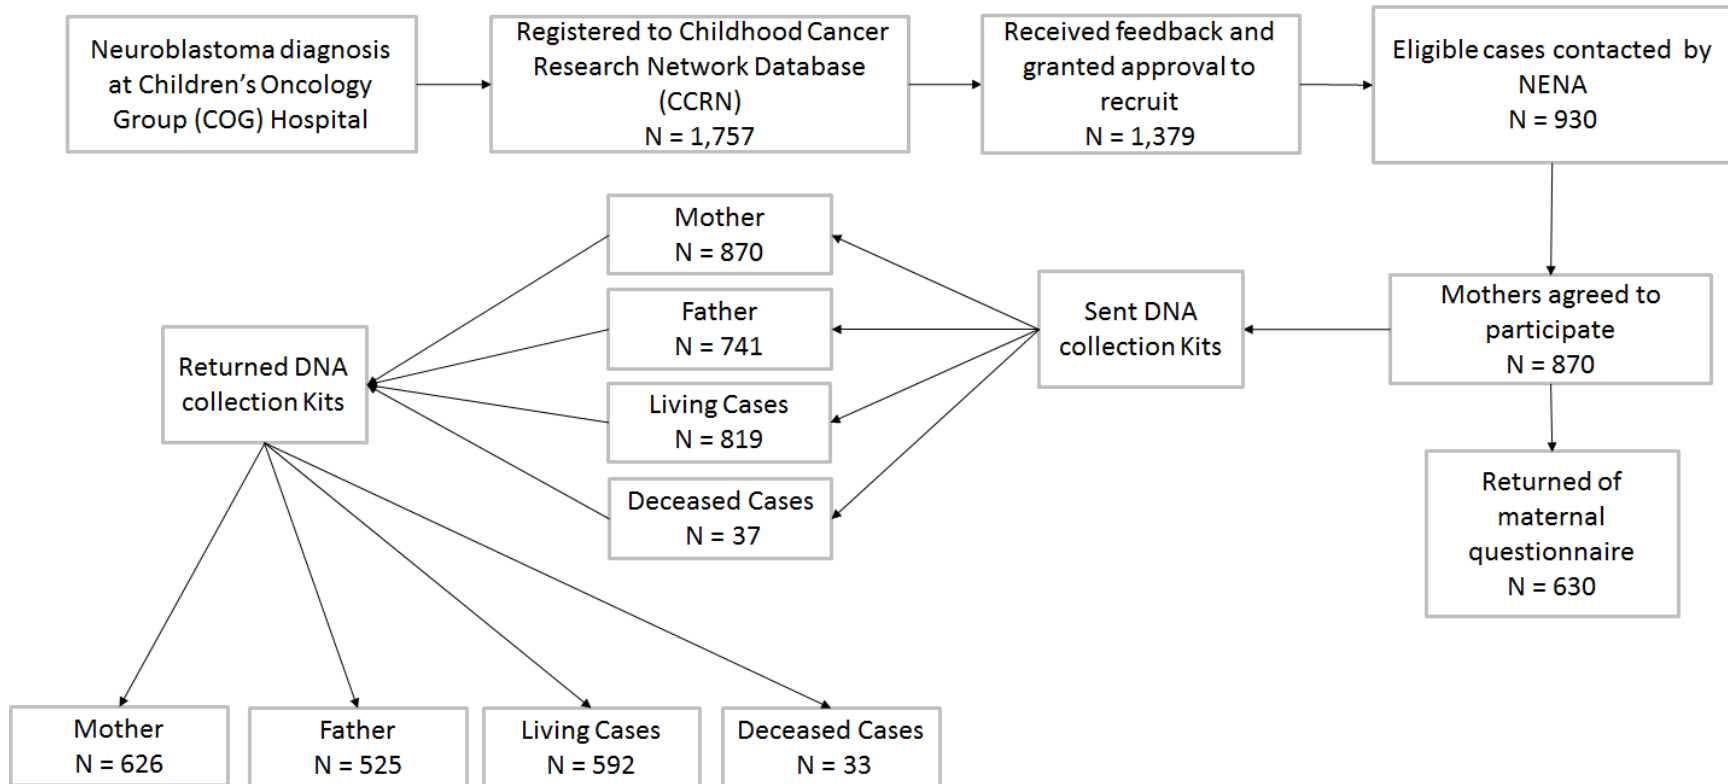 Neuroblastoma diagnosis
at Children’s Oncology
Group (COG) Hospital
Registered to Childhood Cancer
Research Network Database
(CCRN)
N = 1,757
Received feedback and
granted approval to
recruit
N = 1,379
Eligible cases contacted by
NENA
N = 930
Mothers agreed to
participate
N = 870
Returned of
maternal
questionnaire
N = 630
Sent DNA
collection Kits
Mother
N = 870
Father
N = 741
Living Cases
N = 819
Deceased Cases
N = 37
Returned DNA
collection Kits
Mother
N = 626
Father
N = 525
Living Cases
N = 592
Deceased Cases
N = 33